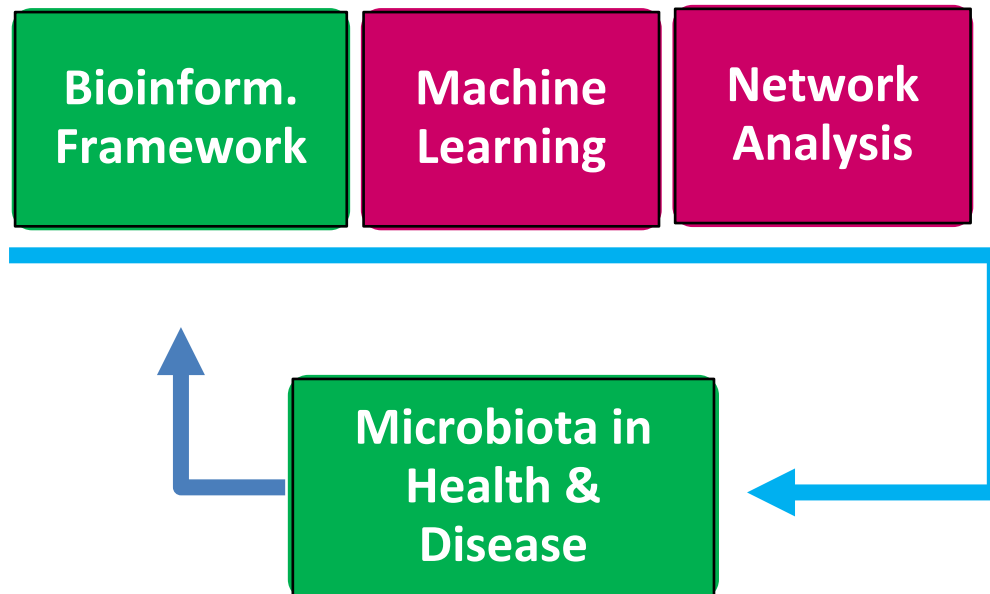 Bioinform.
Framework
Machine
Learning
Network
Analysis
Microbiota in
Health &
Disease